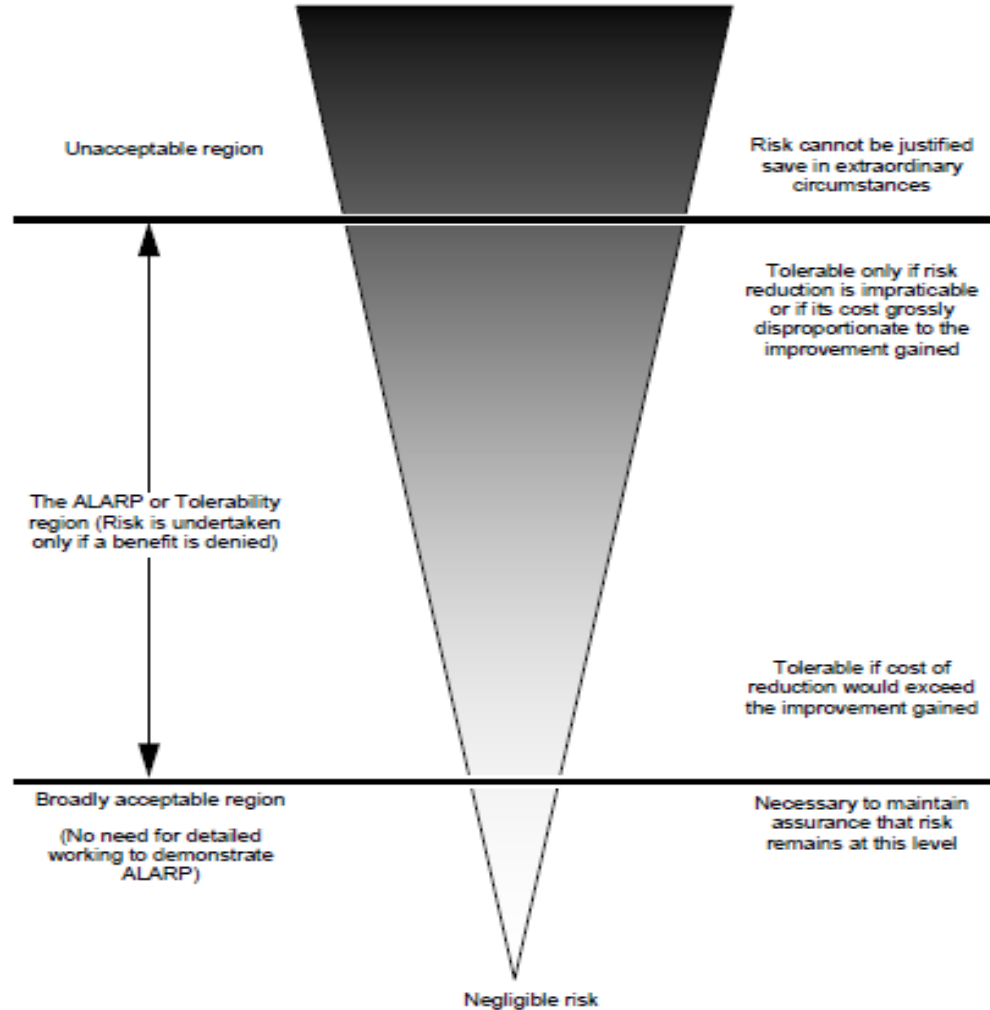 Unacceptable region
Risk cannot be justified
save in extraordinary
circumstances
Tolerable only if risk
reduction is impraticable
or if its cost grossly
disproportionate to the
improvement gained
The ALARP or Tolerability
region (Risk is undertaken
only if a benefit is denied)
Tolerable if cost of
reduction would exceed
the improvement gained
Broadly acceptable region
(No need for detailed
working to demonstrate
ALARP)
Necessary to maintain
assurance that risk
remains at this level
Negligible risk